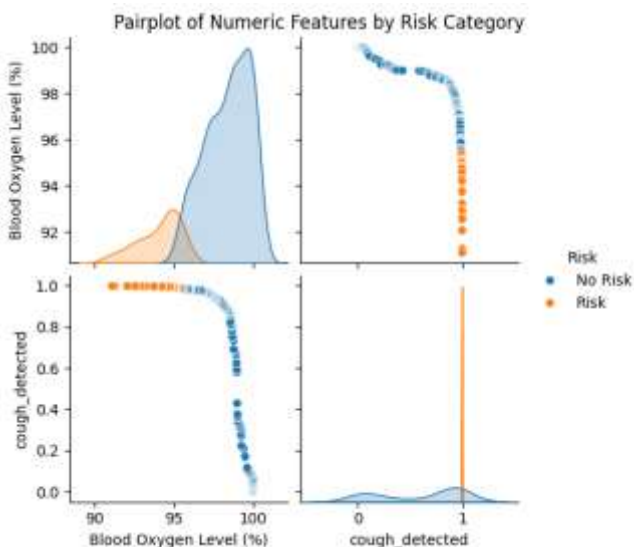 Pairplot of Numeric Features by Risk Category
Blood Oxygen Level (%)
100
98
96
94
92
Risk
No Risk
Risk
cough_detected
1.0
0.8
0.6
0.4
0.2
0.0
90 95 100
Blood Oxygen Level (%)
0 1
cough_detected